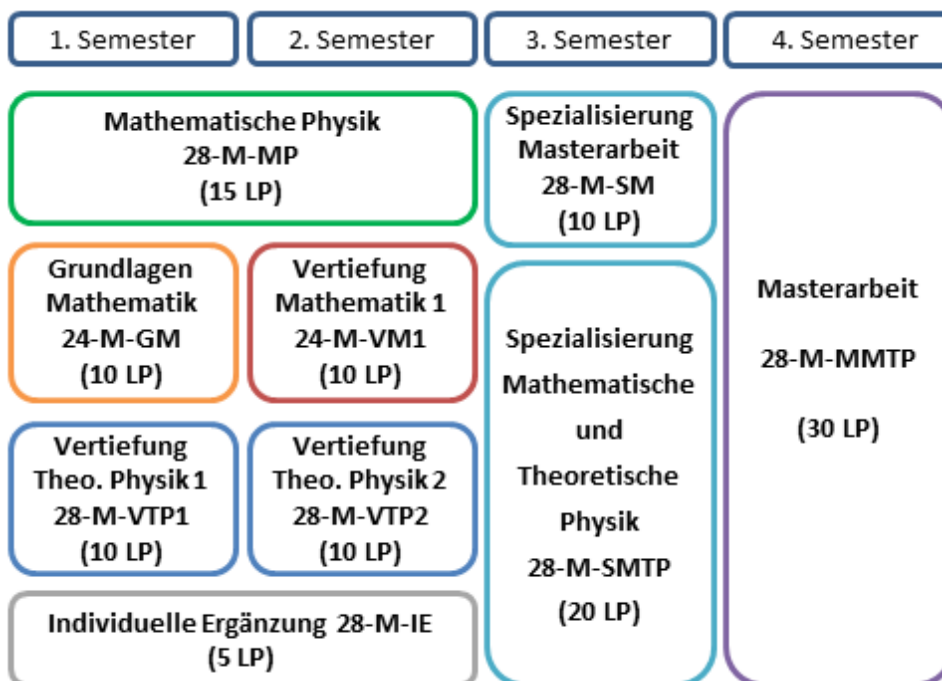 1. Semester
2. Semester
3. Semester
4. Semester
Mathematische Physik
28-M-MP
(15 LP)
Grundlagen
Mathematik
24-M-GM
(10 LP)
Vertiefung
Mathematik 1
24-M-VM1
(10 LP)
Vertiefung
Theo. Physik 1
28-M-VTP1
(10 LP)
Vertiefung
Theo. Physik 2
28-M-VTP2
(10 LP)
Individuelle Ergänzung 28-M-IE
(5 LP)
Spezialisierung
Masterarbeit
28-M-SM
(10 LP)
Spezialisierung
Mathematische
und
Theoretische
Physik
28-M-SMTP
(20 LP)
Masterarbeit
28-M-MMTP
(30 LP)